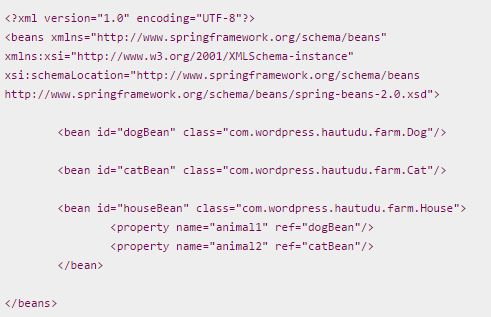 <?xml version="1.0" encoding="UTF-8"?>
<beans xmlns="http://www.springframework.org/schema/beans"
xmlns:xsi="http://www.w3.org/2001/XMLSchema-instance"
xsi:schemaLocation="http://www.springframework.org/schema/beans
http://www.springframework.org/schema/beans/spring-beans-2.0.xsd">
<bean id="dogBean" class="com.wordpress.hautudu.farm.Dog"/>
<bean id="catBean" class="com.wordpress.hautudu.farm.Cat"/>
<bean id="houseBean" class="com.wordpress.hautudu.farm.House">
<property name="animal1" ref="dogBean"/>
<property name="animal2" ref="catBean"/>
</bean>
</beans>